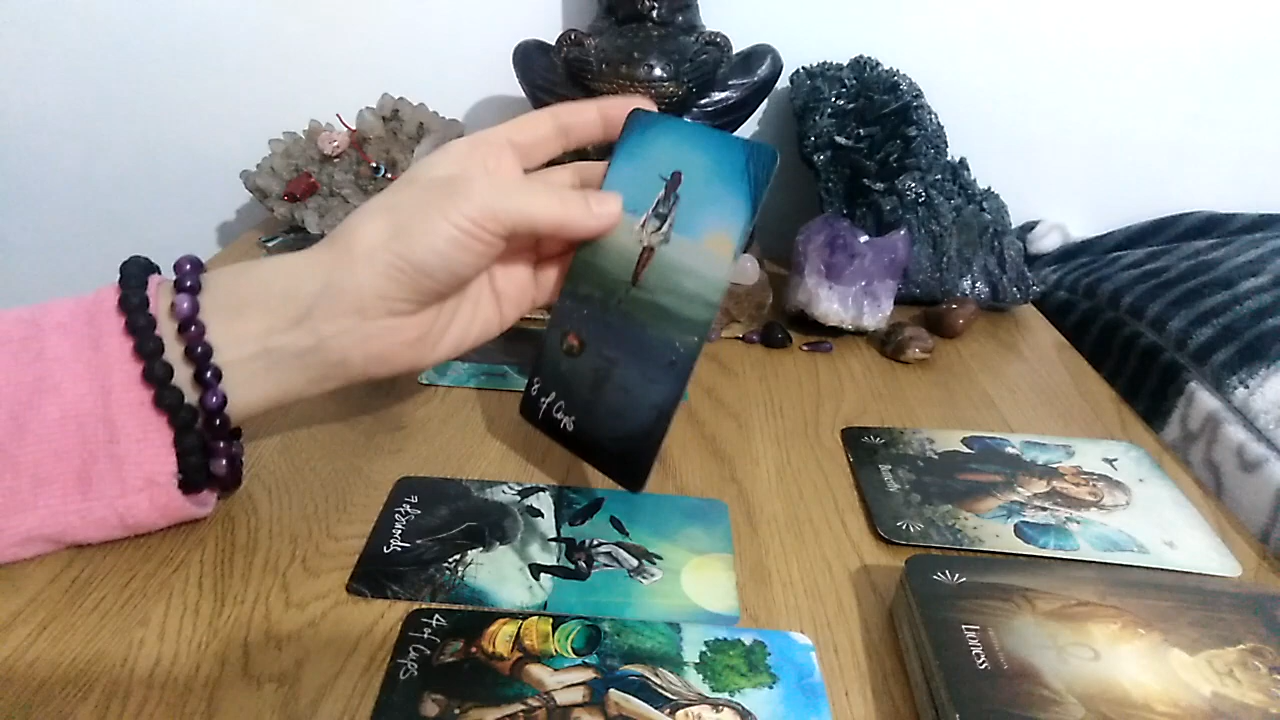 8 of Cups
7 of Swords
4 of Cups
Butterfly
Lioness